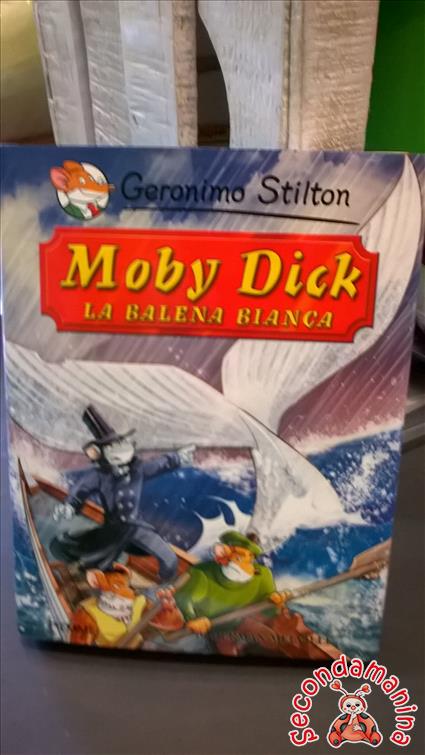 Geronimo Stilton
Moby Dick
LA BALENA BIANCA
secondamanina